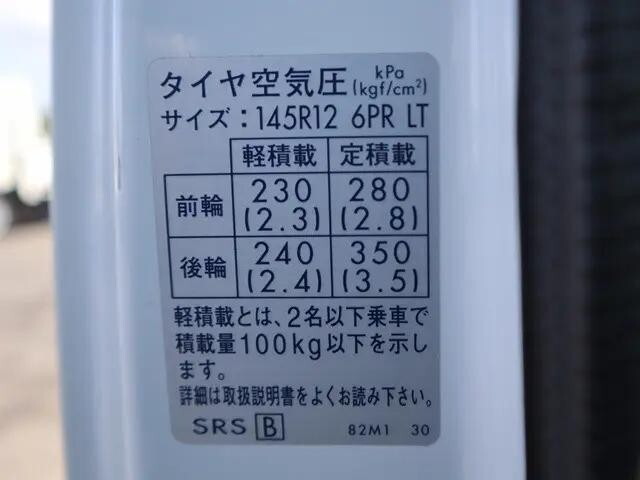 タイヤ空気圧 kPa (kgf/cm²)
サイズ：145R12 6PR LT
軽積載 定積載
前輪 230 (2.3) 280 (2.8)
後輪 240 (2.4) 350 (3.5)
軽積載とは、2名以下乗車で
積載量100kg以下を示し
ます。
詳細は取扱説明書をよくお読み下さい。
SRS B 82M1 30